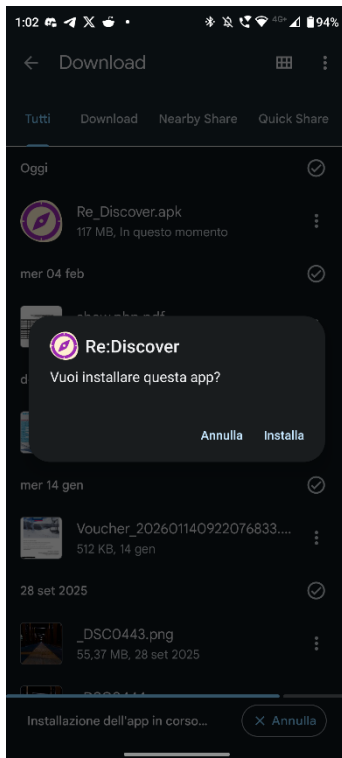 1:02
4G+
94%
Download
Tutti Download Nearby Share Quick Share
Oggi
Re_Discover.apk
117 MB, In questo momento
mer 04 feb
Re:Discover
Vuoi installare questa app?
Annulla Installa
mer 14 gen
Voucher_202601140922076833....
512 KB, 14 gen
28 set 2025
_DSC0443.png
55,37 MB, 28 set 2025
Installazione dell'app in corso...
Annulla